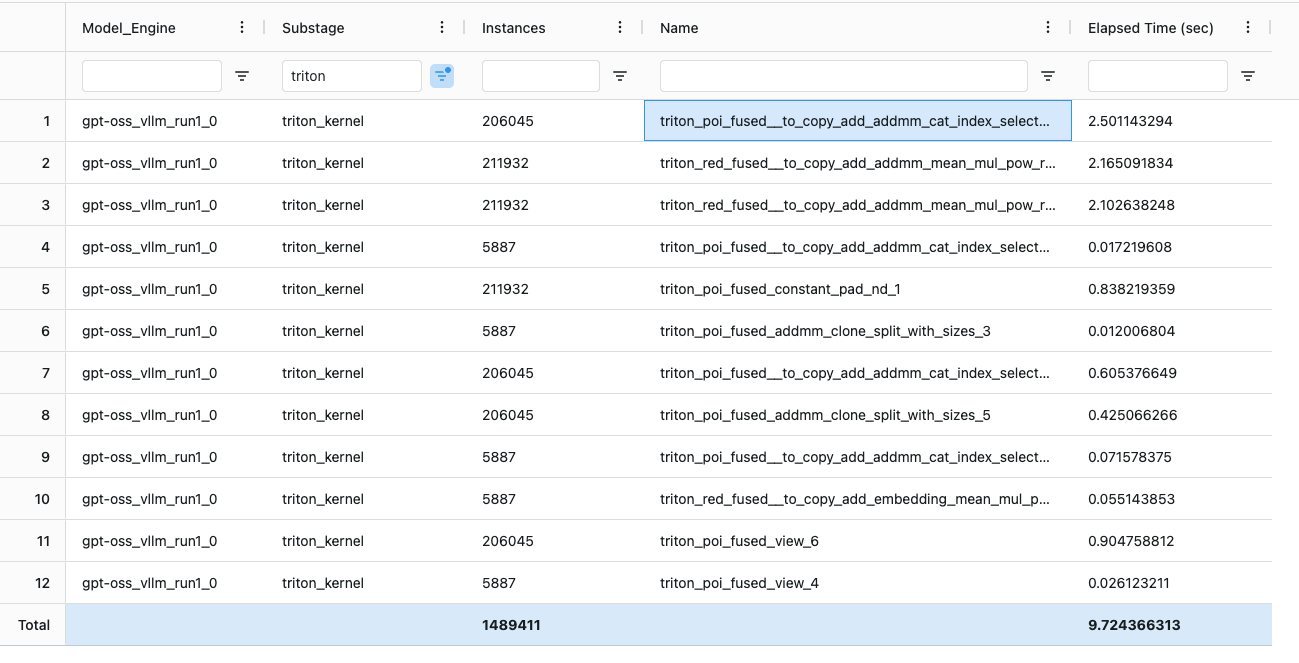 Model_Engine Substage Instances Name Elapsed Time (sec)
triton
1 gpt-oss_vllm_run1_0 triton_kernel 206045 triton_poi_fused__to_copy_add_addmm_cat_index_select... 2.501143294
2 gpt-oss_vllm_run1_0 triton_kernel 211932 triton_red_fused__to_copy_add_addmm_mean_mul_pow_r... 2.165091834
3 gpt-oss_vllm_run1_0 triton_kernel 211932 triton_red_fused__to_copy_add_addmm_mean_mul_pow_r... 2.102638248
4 gpt-oss_vllm_run1_0 triton_kernel 5887 triton_poi_fused__to_copy_add_addmm_cat_index_select... 0.017219608
5 gpt-oss_vllm_run1_0 triton_kernel 211932 triton_poi_fused_constant_pad_nd_1 0.838219359
6 gpt-oss_vllm_run1_0 triton_kernel 5887 triton_poi_fused_addmm_clone_split_with_sizes_3 0.012006804
7 gpt-oss_vllm_run1_0 triton_kernel 206045 triton_poi_fused__to_copy_add_addmm_cat_index_select... 0.605376649
8 gpt-oss_vllm_run1_0 triton_kernel 206045 triton_poi_fused_addmm_clone_split_with_sizes_5 0.425066266
9 gpt-oss_vllm_run1_0 triton_kernel 5887 triton_poi_fused__to_copy_add_addmm_cat_index_select... 0.071578375
10 gpt-oss_vllm_run1_0 triton_kernel 5887 triton_red_fused__to_copy_add_embedding_mean_mul_p... 0.055143853
11 gpt-oss_vllm_run1_0 triton_kernel 206045 triton_poi_fused_view_6 0.904758812
12 gpt-oss_vllm_run1_0 triton_kernel 5887 triton_poi_fused_view_4 0.026123211
Total 1489411 9.724366313